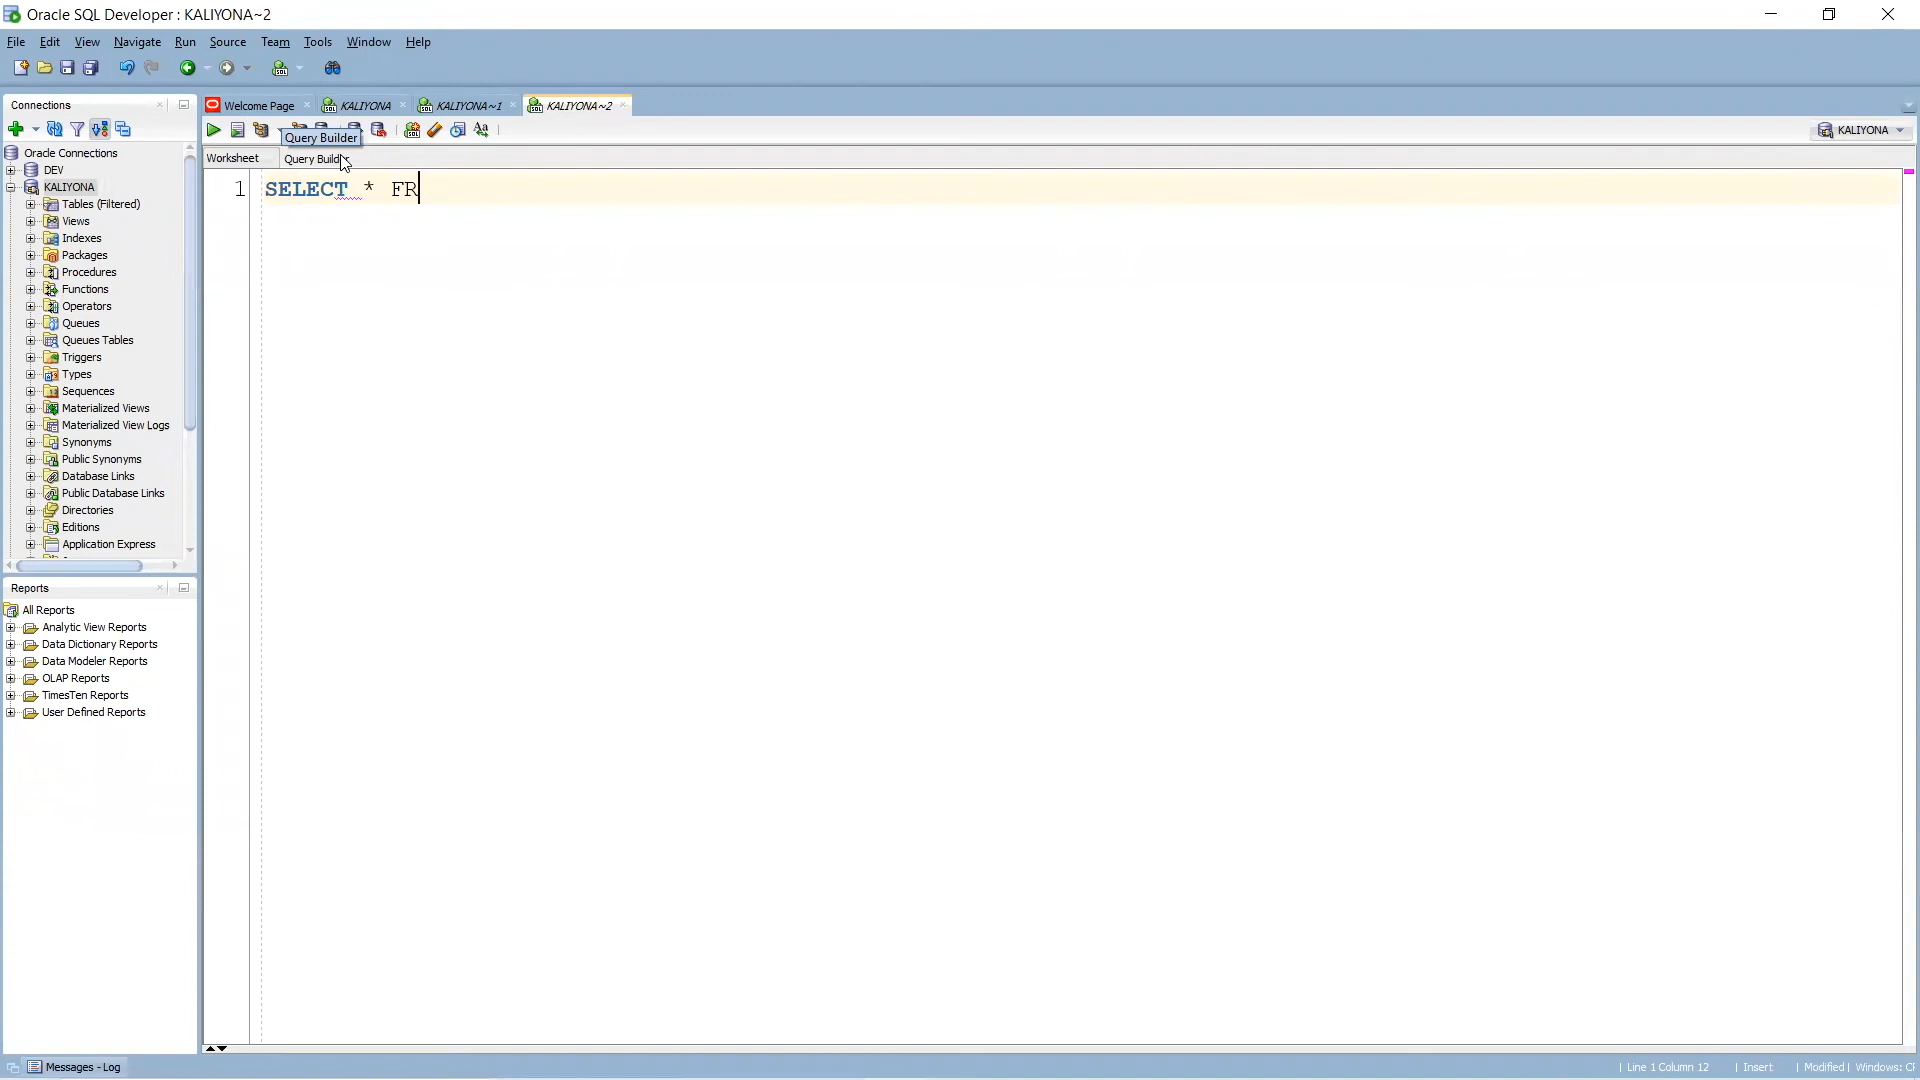 Oracle SQL Developer : KALIYONA~2
File Edit View Navigate Run Source Team Tools Window Help
Connections
Welcome Page KALIYONA KALIYONA~1 KALIYONA~2
Query Builder
KALIYONA
Worksheet Query Builder
Oracle Connections
DEV
KALIYONA
Tables (Filtered)
Views
Indexes
Packages
Procedures
Functions
Operators
Queues
Queues Tables
Triggers
Types
Sequences
Materialized Views
Materialized View Logs
Synonyms
Public Synonyms
Database Links
Public Database Links
Directories
Editions
Application Express
1 SELECT * FR
Reports
All Reports
Analytic View Reports
Data Dictionary Reports
Data Modeler Reports
OLAP Reports
TimesTen Reports
User Defined Reports
Messages - Log
Line 1 Column 12 | Insert | Modified | Windows: C